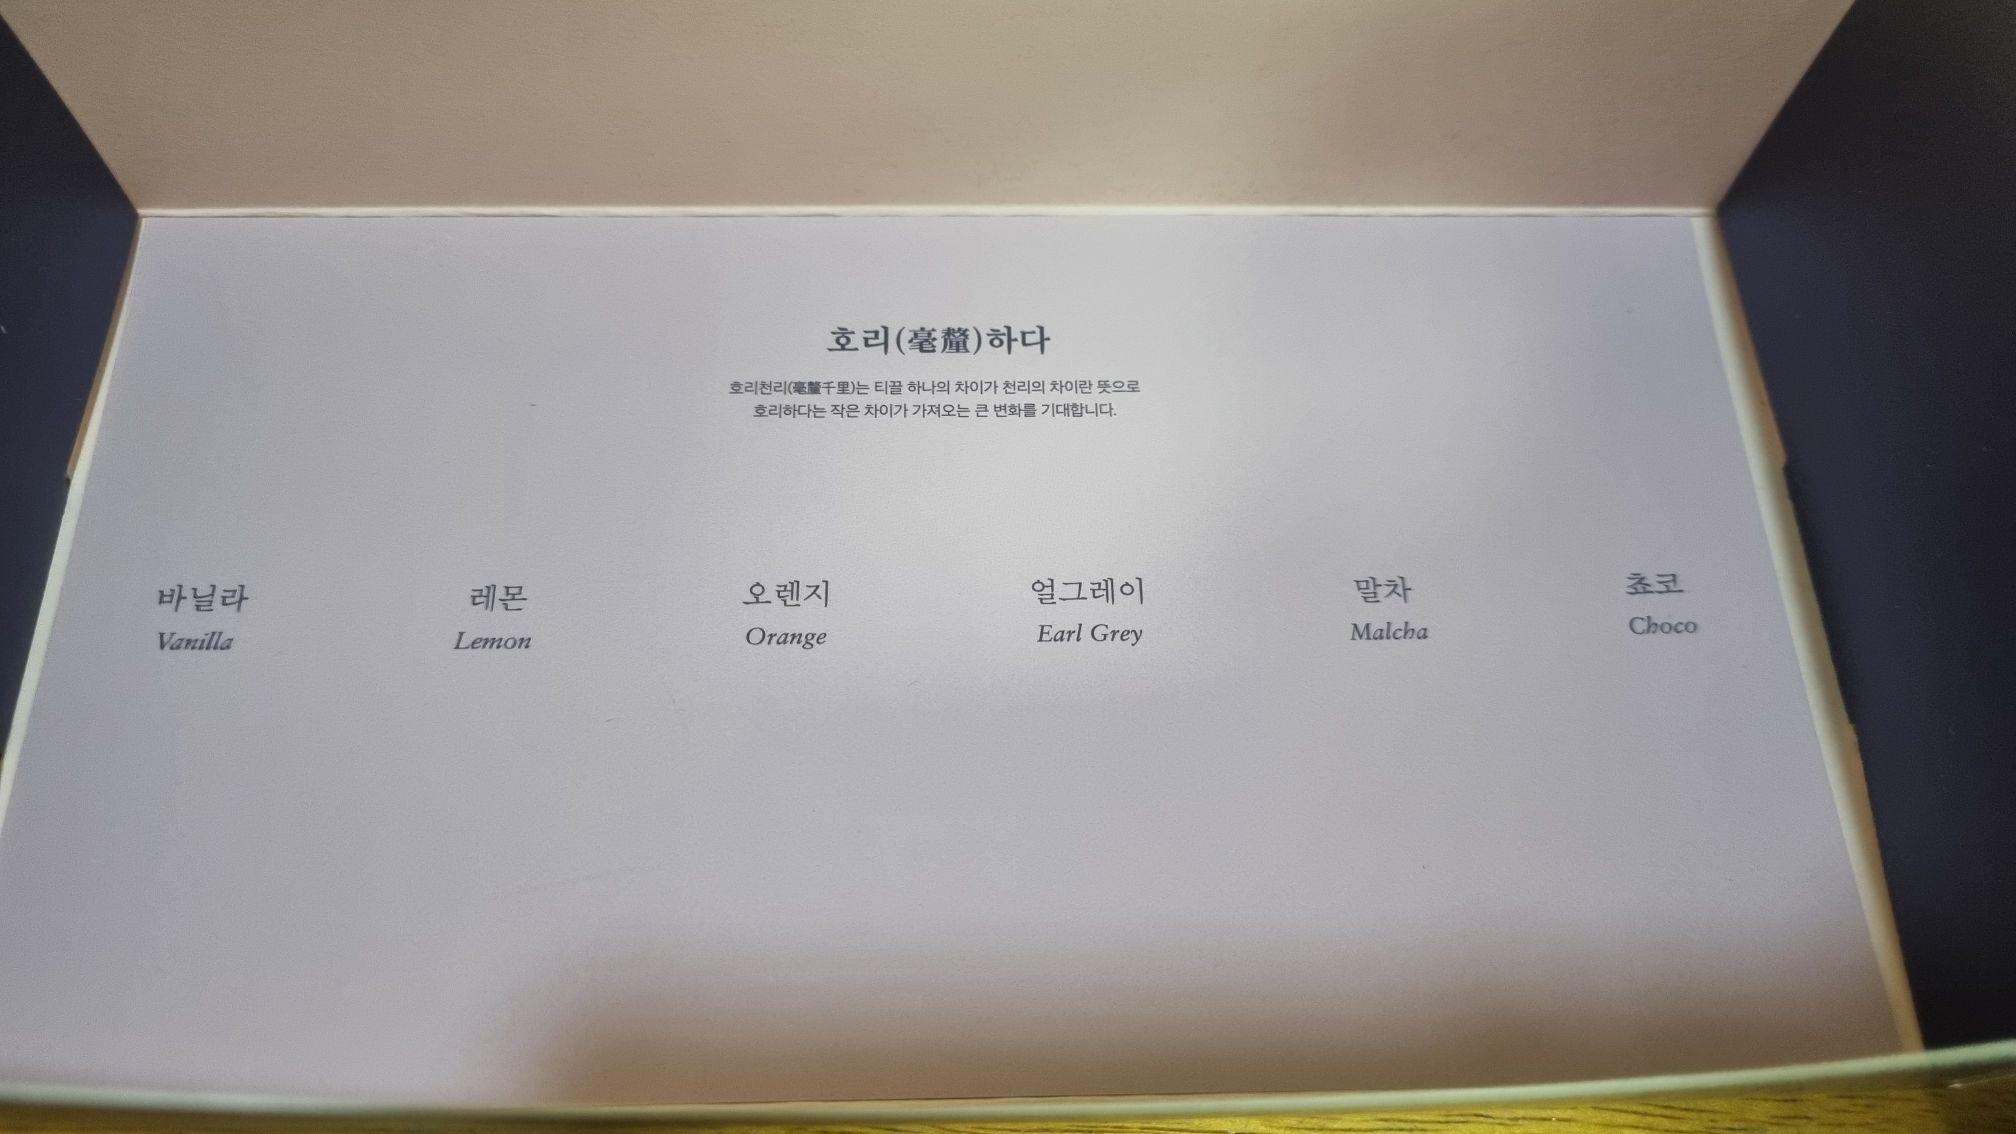 호리(毫釐)하다
호리천리(毫釐千里)는 티끌 하나의 차이가 천리의 차이란 뜻으로
호리하다는 작은 차이가 가져오는 큰 변화를 기대합니다.
바닐라 레몬 오렌지 얼그레이 말차 쵸코
Vanilla Lemon Orange Earl Grey Malcha Choco